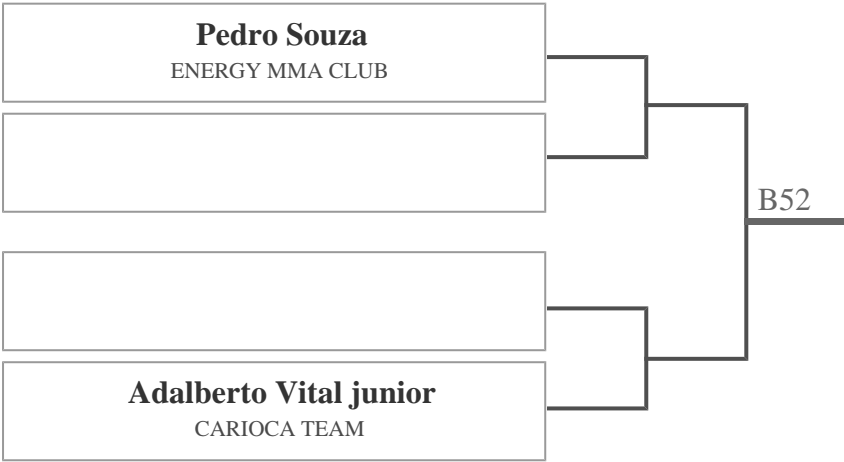 Pedro Souza
ENERGY MMA CLUB
B52
Adalberto Vital junior
CARIOCA TEAM